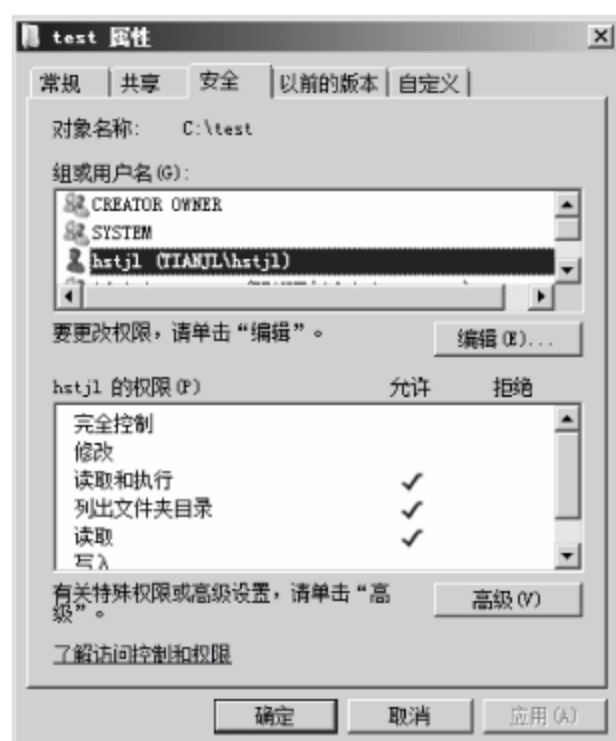 test 属性
常规 共享 安全 以前的版本 自定义
对象名称: C:\test
组或用户名(G):
CREATOR OWNER
SYSTEM
hstjl (TIANJL\hstjl)
要更改权限，请单击“编辑”。
编辑(E)...
hstjl 的权限(P) 允许 拒绝
完全控制
修改
读取和执行
列出文件夹目录
读取
写入
有关特殊权限或高级设置，请单击“高
级”。
高级(V)
了解访问控制和权限
确定 取消 应用(A)